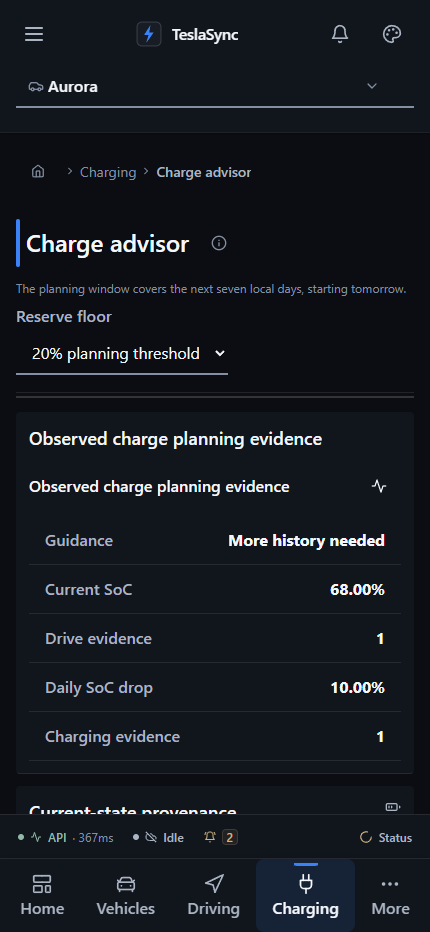 TeslaSync
Aurora
Charging
Charge advisor
Charge advisor
The planning window covers the next seven local days, starting tomorrow.
Reserve floor
20% planning threshold
Observed charge planning evidence
Observed charge planning evidence
Guidance More history needed
Current SoC 68.00%
Drive evidence 1
Daily SoC drop 10.00%
Charging evidence 1
Current-state provenance
API · 367ms Idle 2 Status
Home Vehicles Driving Charging More